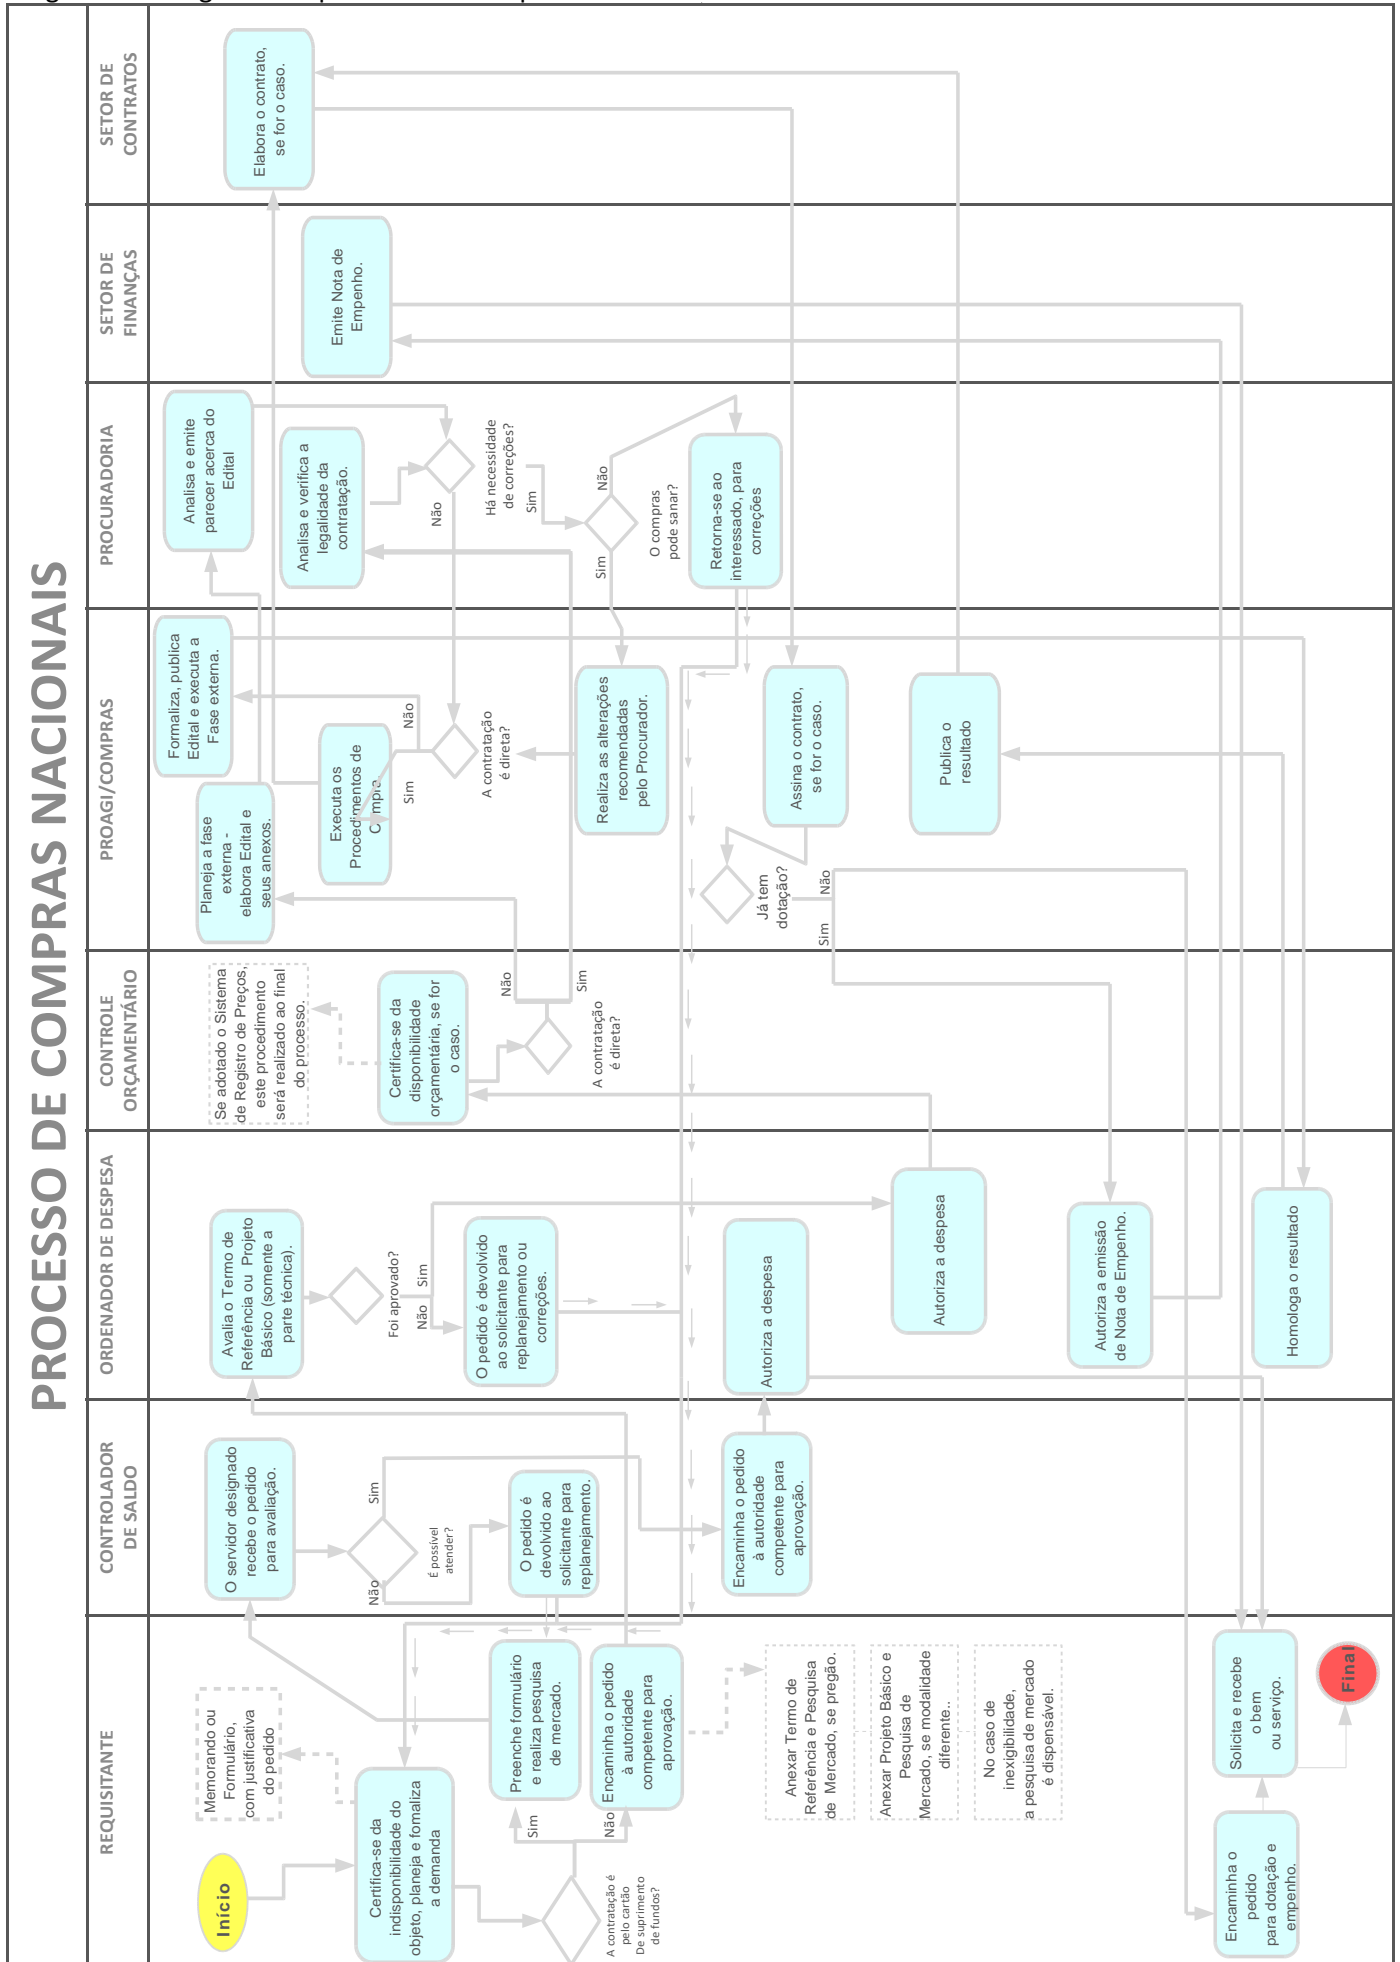 PROCESSO DE COMPRAS NACIONAIS
REQUISITANTE
Início
Memorando ou
Formulário,
com justificativa
do pedido
Certifica-se da
indisponibilidade do
objeto, planeja e fomaliza
a demanda
A contratação é
pelo cartão
De suprimento
de fundos?
Sim
Não
Preenche formulário
e realiza pesquisa
de mercado.
Encaminha o pedido
à autoridade
competente para
aprovação.
Anexar Termo de
Referência e Pesquisa
de Mercado, se pregão.
Anexar Projeto Básico e
Pesquisa de
Mercado, se modalidade
diferente..
No caso de
inexigibilidade,
a pesquisa de mercado
é dispensável.
Encaminha o
pedido
para dotação e
empenho.
Solicita e recebe
o bem
ou serviço.
Final
CONTROLADOR
DE SALDO
O servidor designado
recebe o pedido
para avaliação.
É possível
atender?
Não
Sim
O pedido é
devolvido ao
solicitante para
replanejamento.
Encaminha o pedido
à autoridade
competente para
aprovação.
ORDENADOR DE DESPESA
Avalia o Termo de
Referência ou Projeto
Básico (somente a
parte técnica).
Foi aprovado?
Não
Sim
O pedido é devolvido
ao solicitante para
replanejamento ou
correções.
Autoriza a despesa
Autoriza a despesa
Autoriza a emissão
de Nota de Empenho.
Homologa o resultado
CONTROLE
ORÇAMENTÁRIO
Se adotado o Sistema
de Registro de Preços,
este procedimento
será realizado ao final
do processo.
Certifica-se da
disponibilidade
orçamentária, se for
o caso.
A contratação
é direta?
Não
Sim
PROAGI/COMPRAS
Planeja a fase
externa -
elabora Edital e
seus anexos.
Formaliza, publica
Edital e executa a
Fase externa.
Executa os
Procedimentos de
Compra.
Sim
Não
A contratação
é direta?
Realiza as alterações
recomendadas
pelo Procurador.
Assina o contrato,
se for o caso.
Já tem
dotação?
Sim
Não
Publica o
resultado
PROCURADORIA
Analisa e emite
parecer acerca do
Edital
Analisa e verifica a
legalidade da
contratação.
Não
Há necessidade
de correções?
Sim
Sim
Não
O compras
pode sanar?
Retorna-se ao
interessado, para
correções
SETOR DE
FINANÇAS
Emite Nota de
Empenho.
SETOR DE
CONTRATOS
Elabora o contrato,
se for o caso.